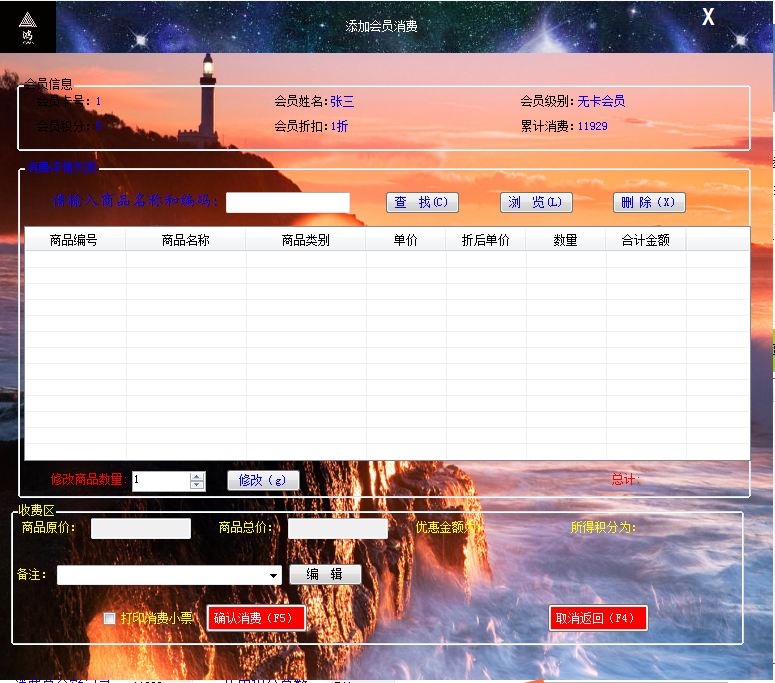 添加会员消费 X
鸿
会员信息
会员卡号: 1 会员姓名:张三 会员级别:无卡会员
会员积分: 会员折扣:1折 累计消费:11929
请输入商品名称和编码:
查 找(C) 浏 览(L) 删 除(X)
商品编号 商品名称 商品类别 单价 折后单价 数量 合计金额
修改商品数量: 1 修改(g) 总计:
收费区
商品原价: 商品总价: 优惠金额为 所得积分为:
备注: 编 辑
打印消费小票 确认消费(F5) 取消返回(F4)